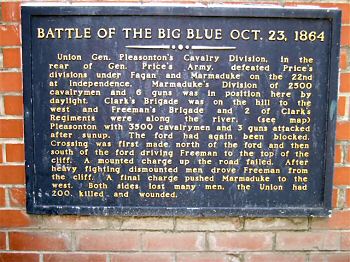 BATTLE OF THE BIG BLUE OCT. 23, 1864
Union Gen. Pleasonton's Cavalry Division, in the
rear of Gen. Price's Army, defeated Price's
divisions under Fagan and Marmaduke on the 22nd
at independence. Marmaduke's Division of 2500
cavalrymen and 6 guns was in position here by
daylight. Clark's Brigade was on the hill to the
west and Freeman's Brigade and 2 of Clark's
Regiments were along the river. (see map)
Pleasonton with 3500 cavalrymen and 3 guns attacked
after sunup. The ford had again been blocked.
Crossing was first made north of the ford and then
south of the ford driving Freeman to the top of the
cliff. A mounted charge up the road failed. After
heavy fighting dismounted men drove Freeman from
the cliff. A final charge pushed Marmaduke to the
west. Both sides lost many men, the Union had
200 killed and wounded.